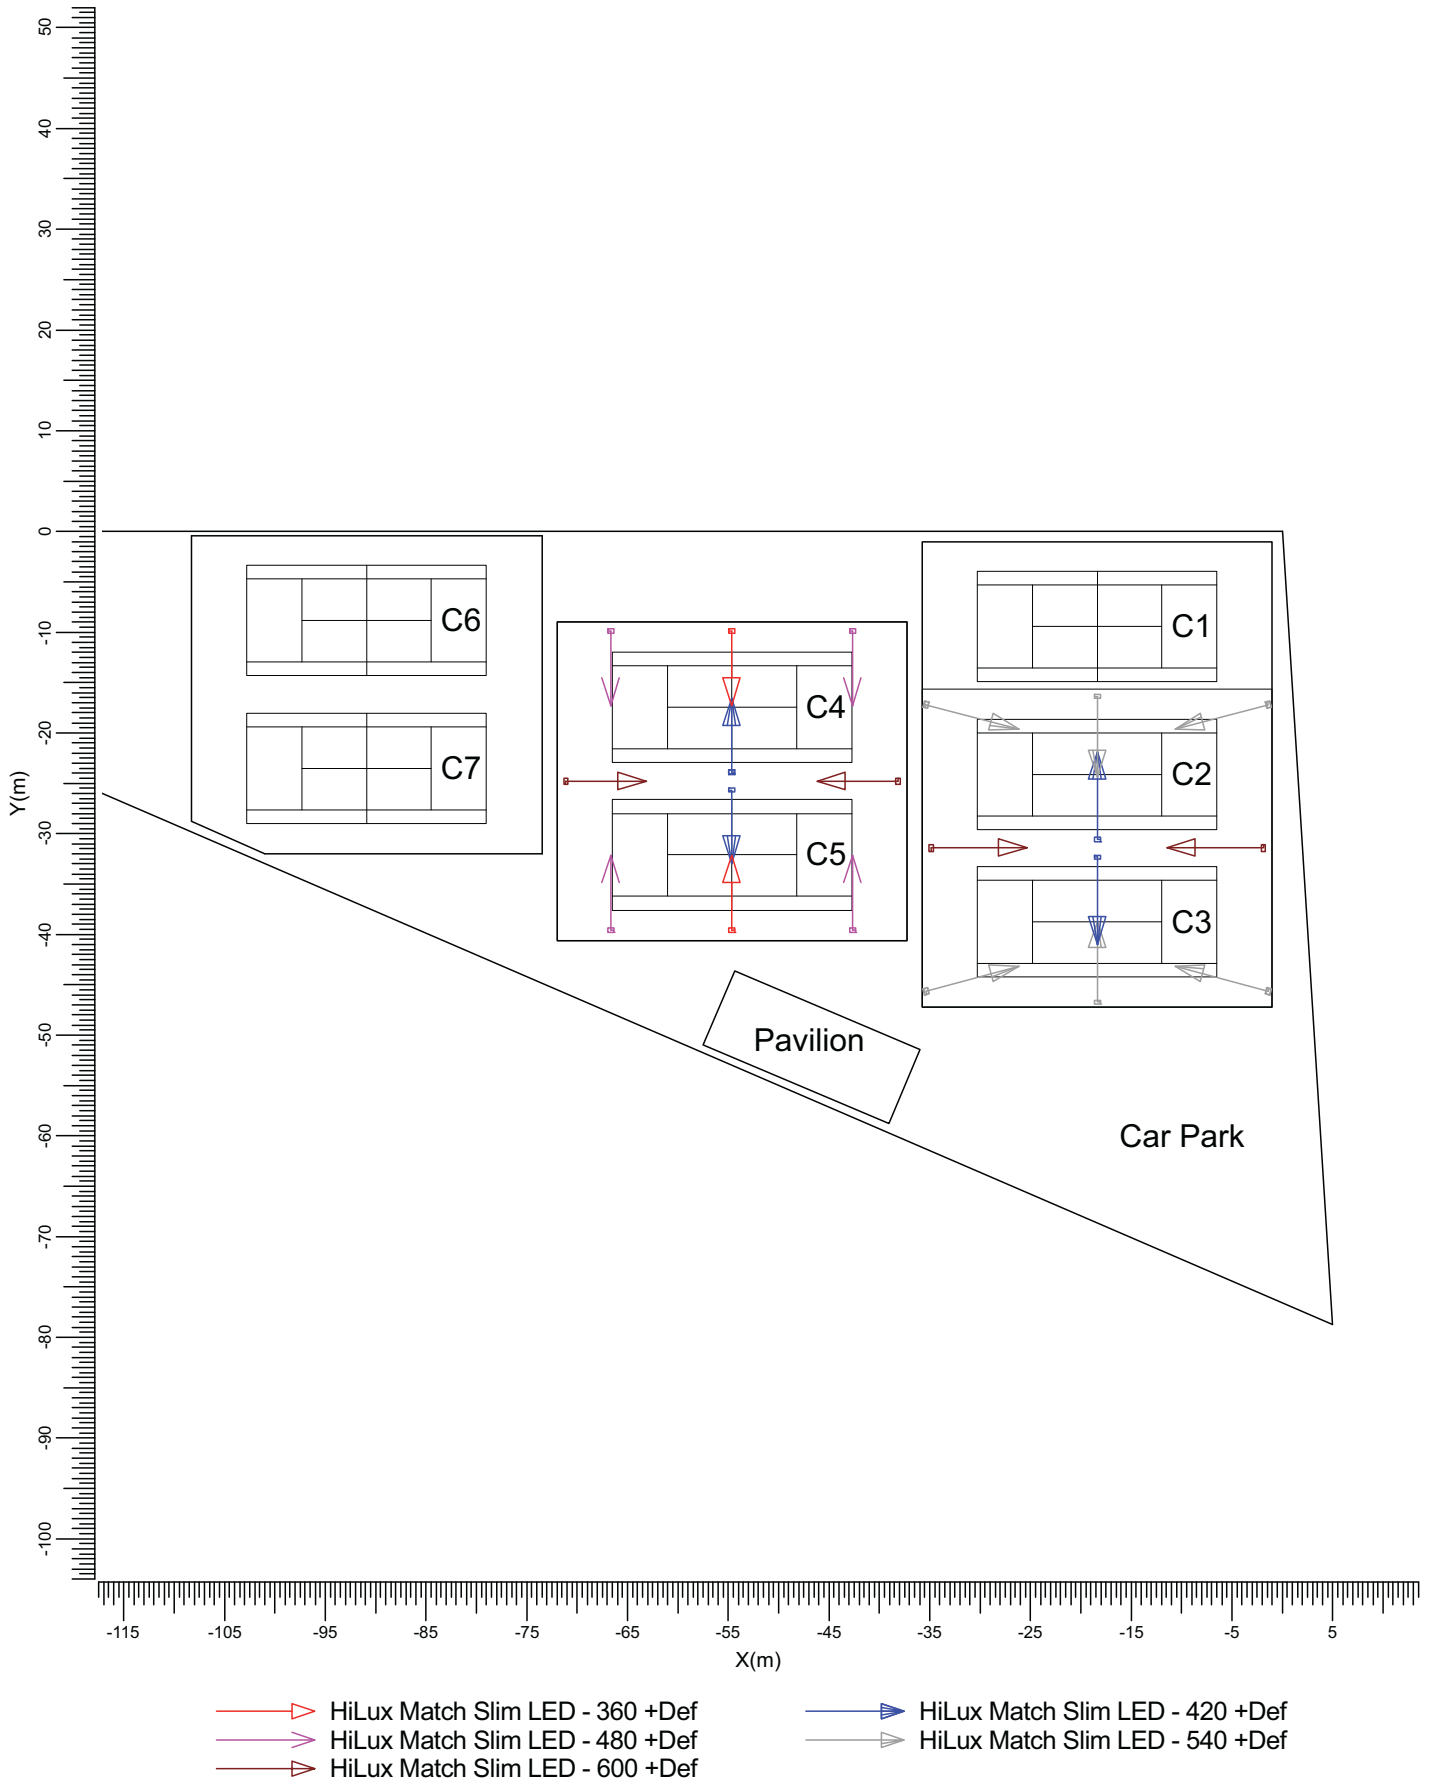 50
40
30
20
10
0
-10
-20
-30
-40
-50
-60
-70
-80
-90
-100
Y(m)
C6
C1
C4
C7
C2
C5
C3
Pavilion
Car Park
-115 -105 -95 -85 -75 -65 -55 -45 -35 -25 -15 -5 5
X(m)
HiLux Match Slim LED - 360 +Def
HiLux Match Slim LED - 420 +Def
HiLux Match Slim LED - 480 +Def
HiLux Match Slim LED - 540 +Def
HiLux Match Slim LED - 600 +Def